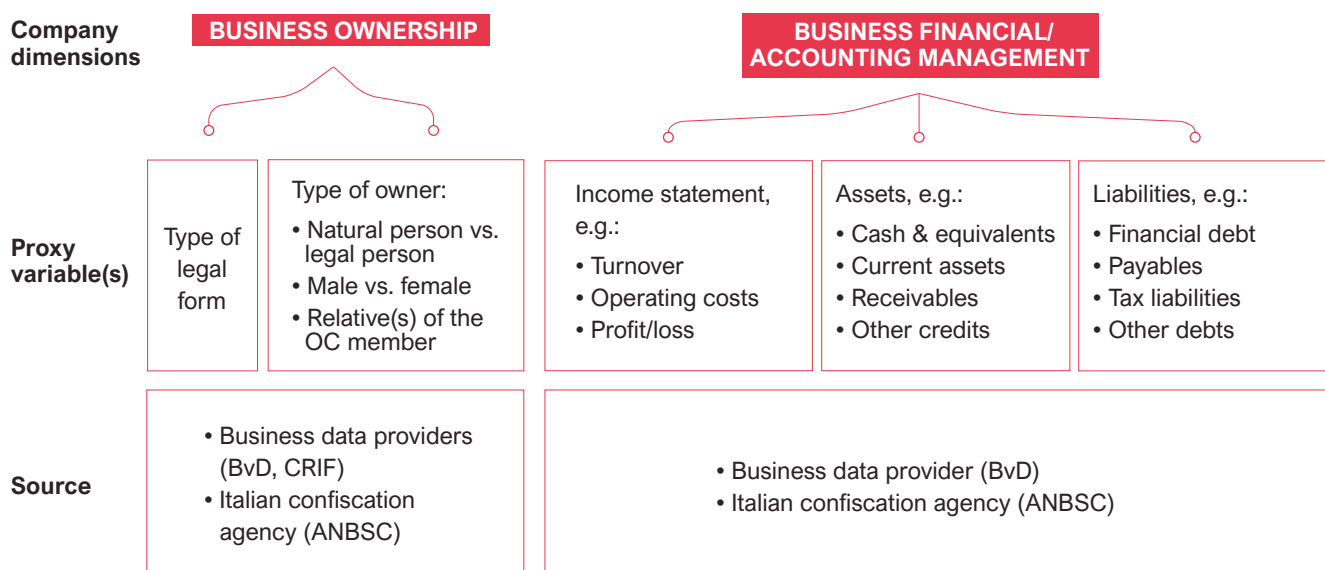 Company
dimensions
BUSINESS OWNERSHIP
BUSINESS FINANCIAL/
ACCOUNTING MANAGEMENT
Proxy
variable(s)
Type of
legal
form
Type of owner:
• Natural person vs.
legal person
• Male vs. female
• Relative(s) of the
OC member
Income statement,
e.g.:
• Turnover
• Operating costs
• Profit/loss
Assets, e.g.:
• Cash & equivalents
• Current assets
• Receivables
• Other credits
Liabilities, e.g.:
• Financial debt
• Payables
• Tax liabilities
• Other debts
Source
• Business data providers
(BvD, CRIF)
• Italian confiscation
agency (ANBSC)
• Business data provider (BvD)
• Italian confiscation agency (ANBSC)